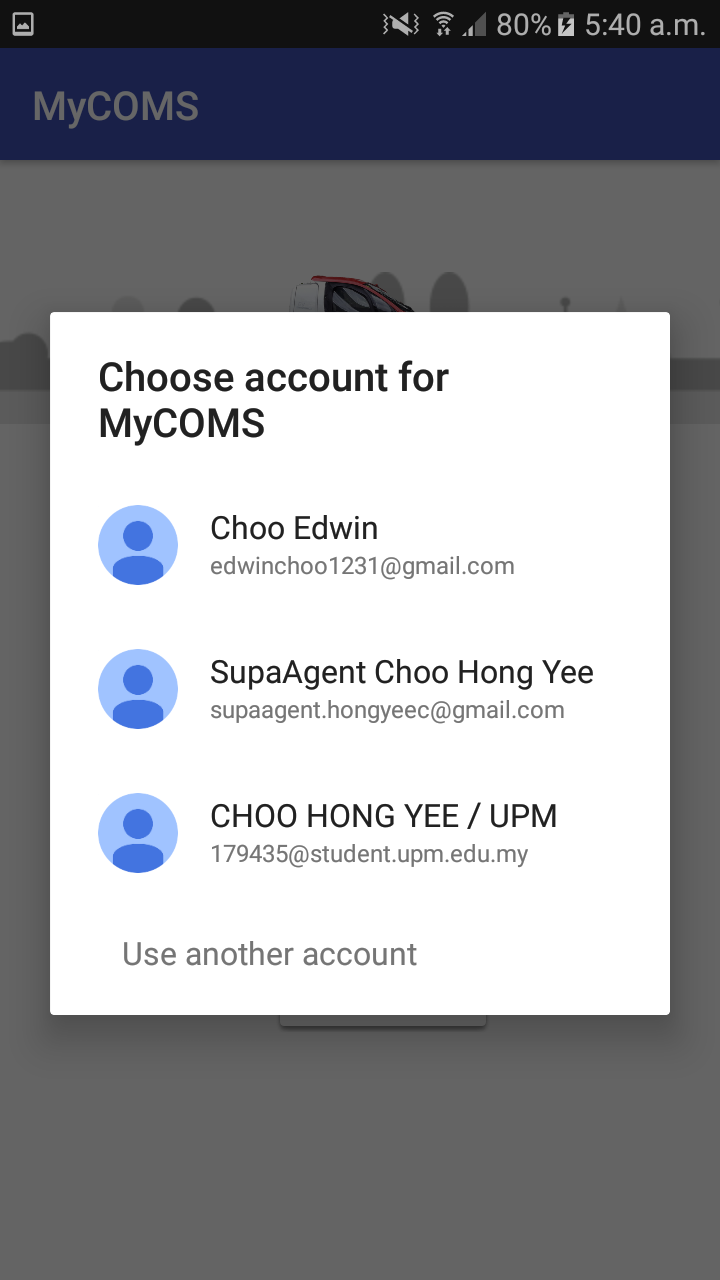 80% 5:40 a.m.
MyCOMS
Choose account for
MyCOMS
Choo Edwin
edwinchoo1231@gmail.com
SupaAgent Choo Hong Yee
supaagent.hongyeec@gmail.com
CHOO HONG YEE / UPM
179435@student.upm.edu.my
Use another account